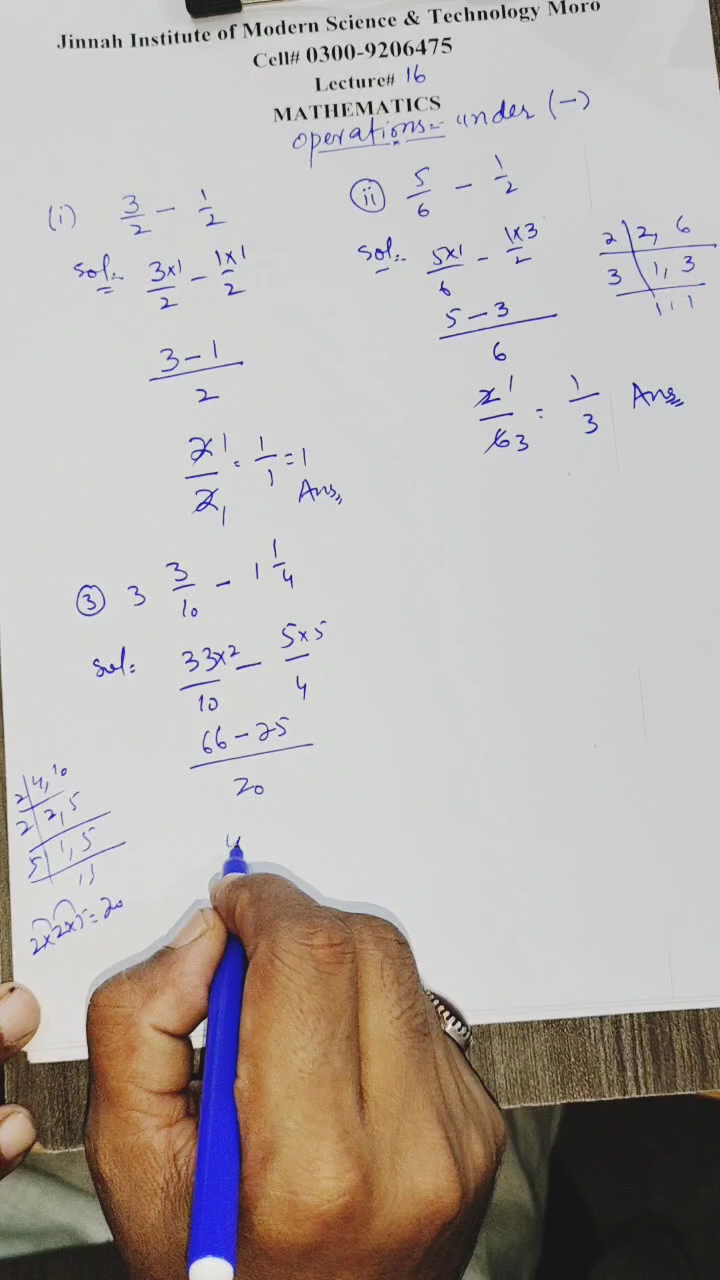 Jinnah Institute of Modern Science & Technology Moro
Cell# 0300-9206475
Lecture# 16
MATHEMATICS
operations:- under (-)
(i) 3/2 - 1/2
Sol:- 3×1/2 - 1×1/2
3-1/2
2/2 1/1 = 1/1 = 1
Ans,,
(ii) 5/6 - 1/2
Sol:- 5×1/6 - 1×3/2
5-3/6
2/6 1/3 = 1/3 Ans,,
2 | 2, 6
3 | 1, 3
1, 1
(3) 3 3/10 - 1 1/4
Sol: 33×2/10 - 5×5/4
66-25/20
4
2 | 4, 10
2 | 2, 5
5 | 1, 5
1, 1
2×2×5=20